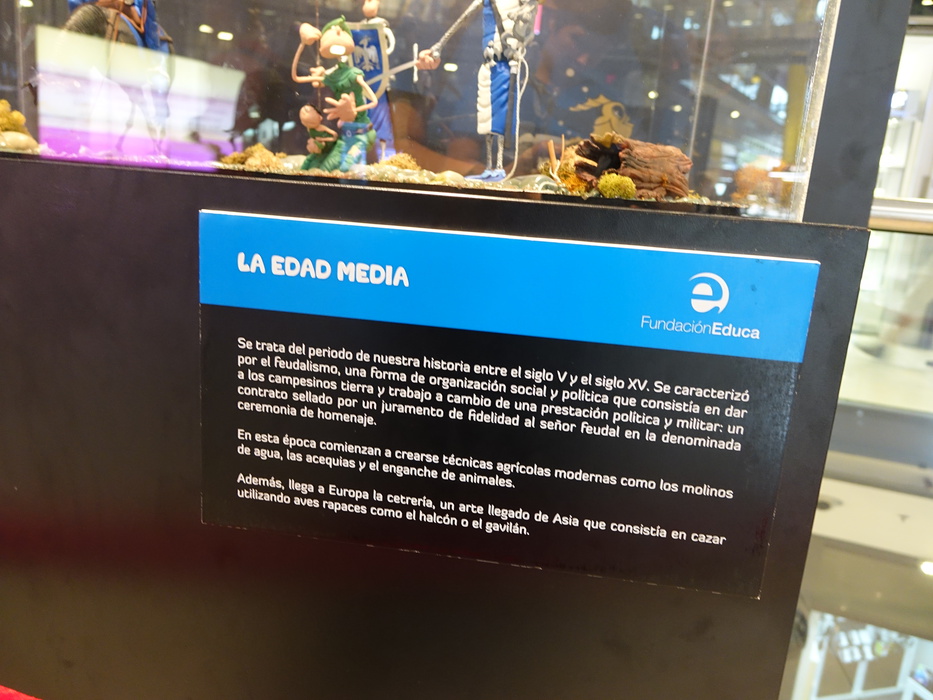 LA EDAD MEDIA
FundaciónEduca
Se trata del periodo de nuestra historia entre el siglo V y el siglo XV. Se caracterizó
por el feudalismo, una forma de organización social y política que consistía en dar
a los campesinos tierra y trabajo a cambio de una prestación política y militar: un
contrato sellado por un juramento de fidelidad al señor feudal en la denominada
ceremonia de homenaje.
En esta época comienzan a crearse técnicas agrícolas modernas como los molinos
de agua, las acequias y el enganche de animales.
Además, llega a Europa la cetrería, un arte llegado de Asia que consistía en cazar
utilizando aves rapaces como el halcón o el gavilán.